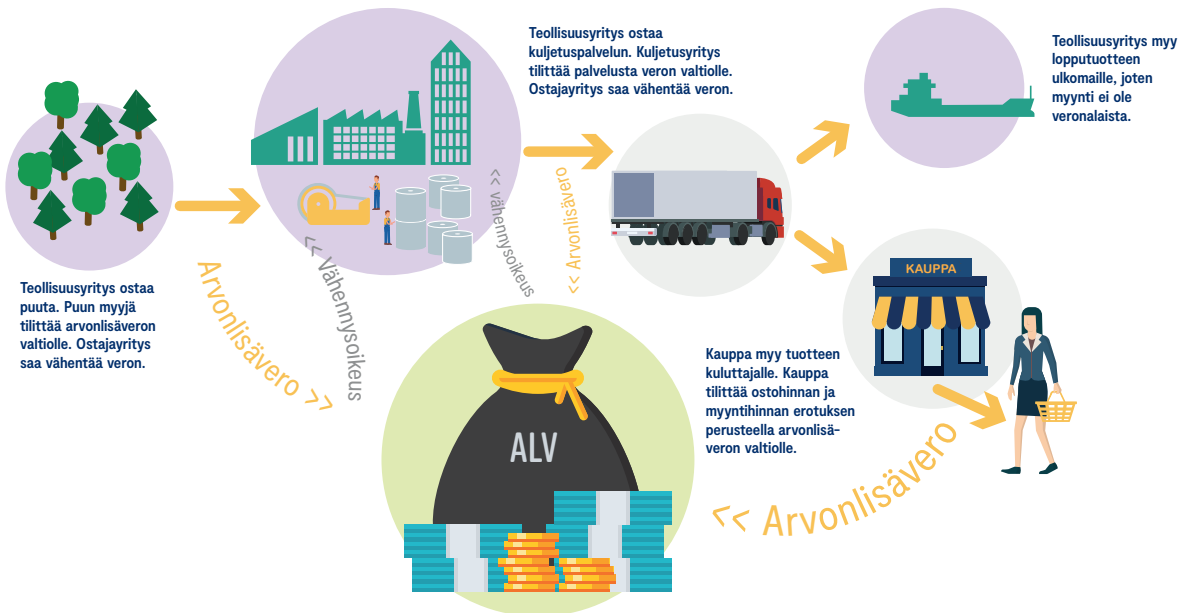 Teollisuusyritys ostaa
puuta. Puun myyjä
tilittää arvonlisäveron
valtiolle. Ostajayritys
saa vähentää veron.
Arvonlisävero >>
<< Vähennysoikeus
Teollisuusyritys ostaa
kuljetuspalvelun. Kuljetusyritys
tilittää palvelusta veron valtiolle.
Ostajayritys saa vähentää veron.
<< vähennysoikeus
<< Arvonlisävero
Teollisuusyritys myy
lopputuotteen
ulkomaille, joten
myynti ei ole
veronalaista.
KAUPPA
Kauppa myy tuotteen
kuluttajalle. Kauppa
tilittää ostohinnan ja
myyntihinnan erotuksen
perusteella arvonlisä-
veron valtiolle.
<< Arvonlisävero
ALV